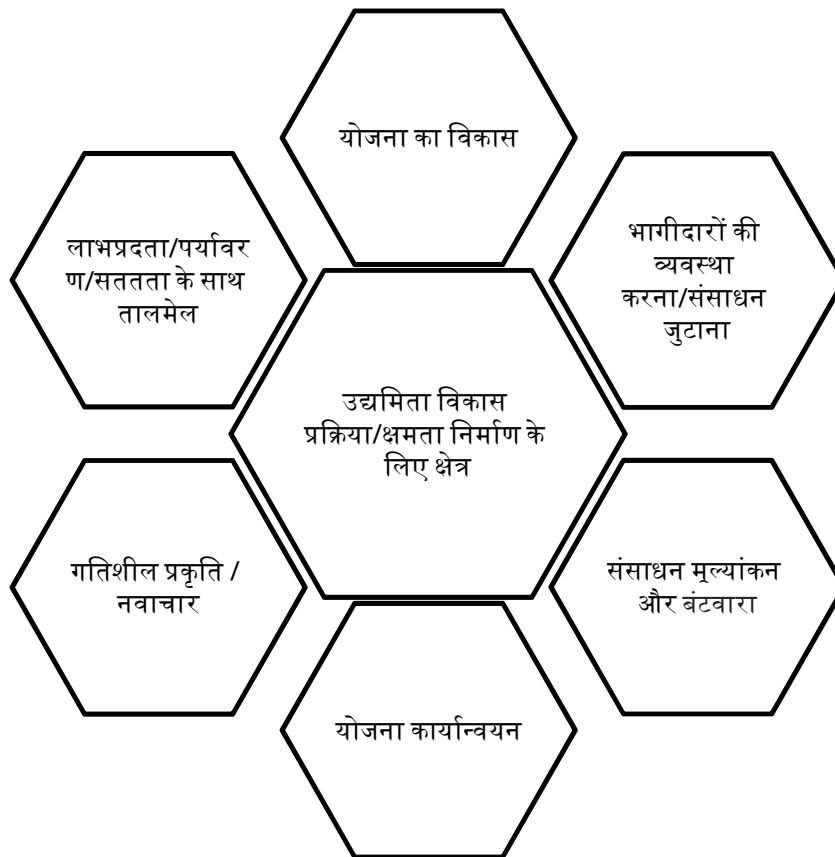 योजना का विकास
भागीदारों की
व्यवस्था
करना/संसाधन
जुटाना
लाभप्रदता/पर्यावर
ण/सततता के साथ
तालमेल
उद्यमिता विकास
प्रक्रिया/क्षमता निर्माण के
लिए क्षेत्र
गतिशील प्रकृति /
नवाचार
संसाधन मूल्यांकन
और बंटवारा
योजना कार्यान्वयन